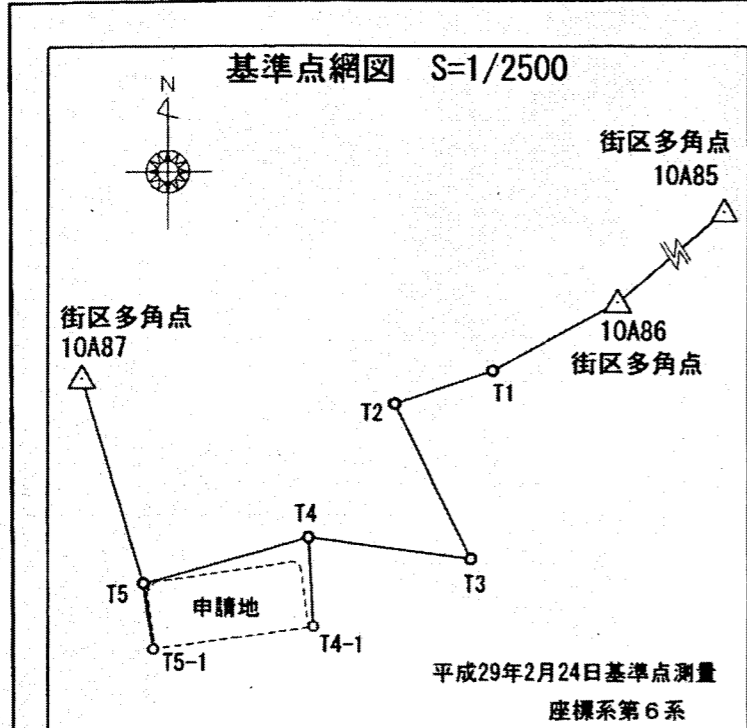 基準点網図 S=1/2500
N
街区多角点
10A85
街区多角点
10A87
10A86
街区多角点
T1
T2
T4
T3
T5
申請地
T4-1
T5-1
平成29年2月24日基準点測量
座標系第6系